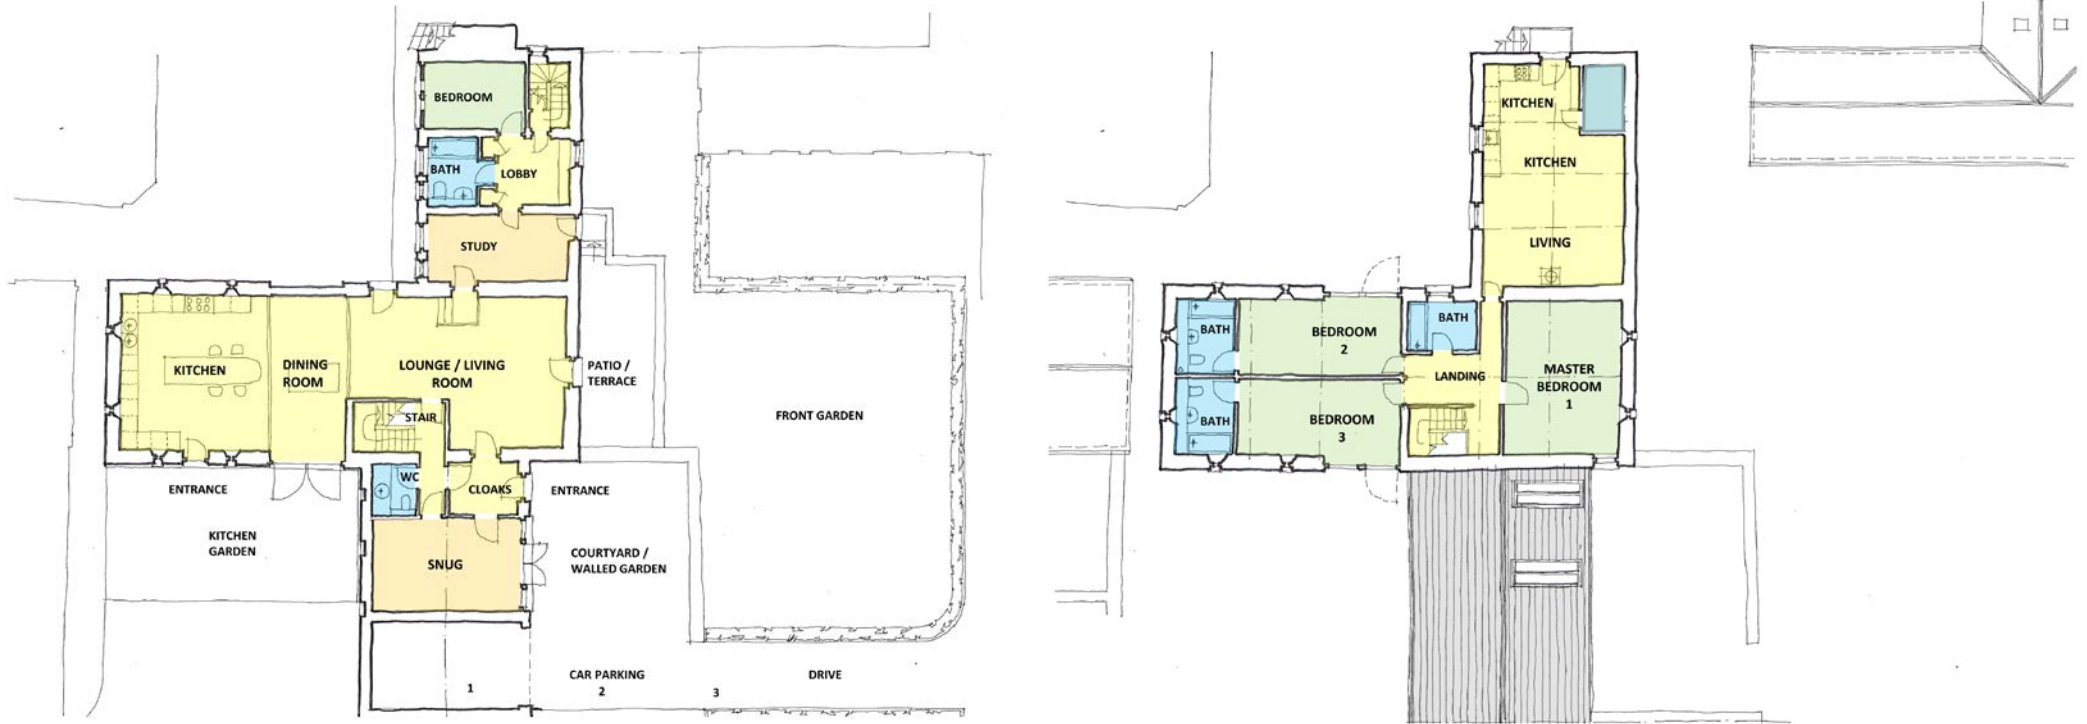 BEDROOM
BATH
LOBBY
STUDY
KITCHEN
DINING
ROOM
LOUNGE / LIVING
ROOM
PATIO /
TERRACE
STAIR
FRONT GARDEN
WC
CLOAKS
ENTRANCE
ENTRANCE
KITCHEN
GARDEN
SNUG
COURTYARD /
WALLED GARDEN
CAR PARKING
1
2
3
DRIVE
KITCHEN
KITCHEN
LIVING
BATH
BEDROOM
2
BATH
LANDING
MASTER
BEDROOM
1
BATH
BEDROOM
3